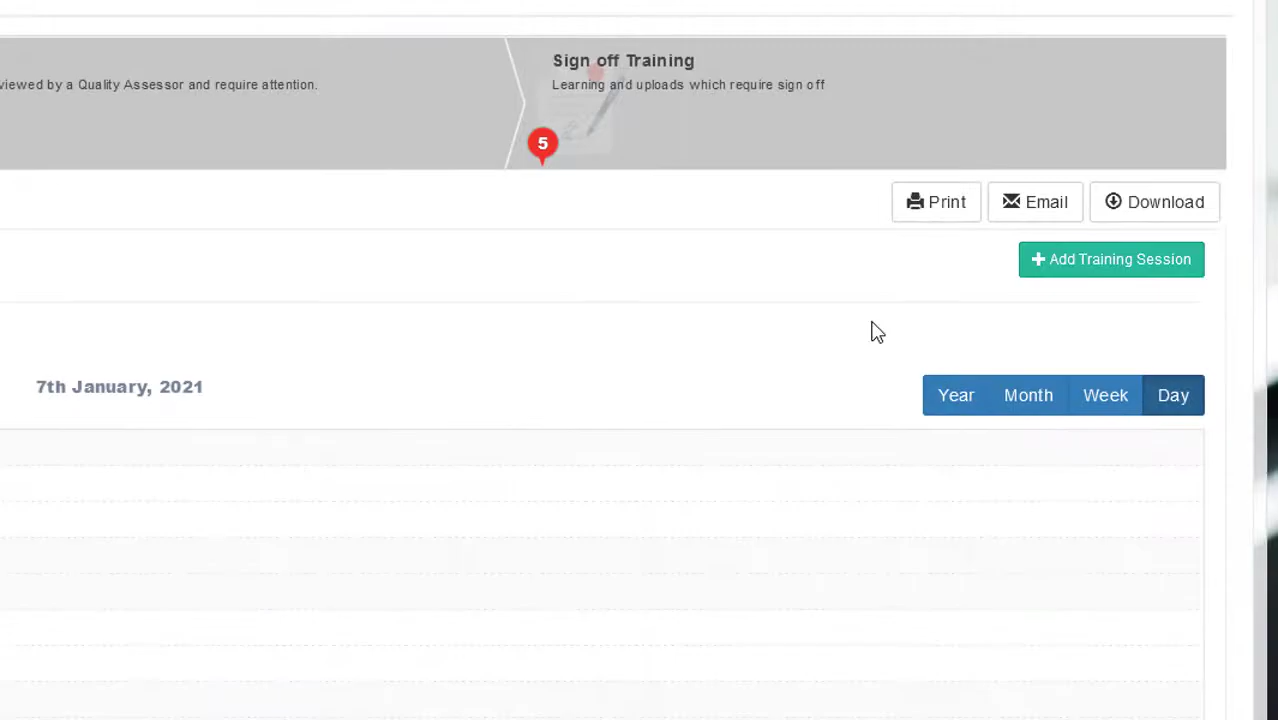 Sign off Training
viewed by a Quality Assessor and require attention.
Learning and uploads which require sign off
5
Print
Email
Download
Add Training Session
7th January, 2021
Year Month Week Day